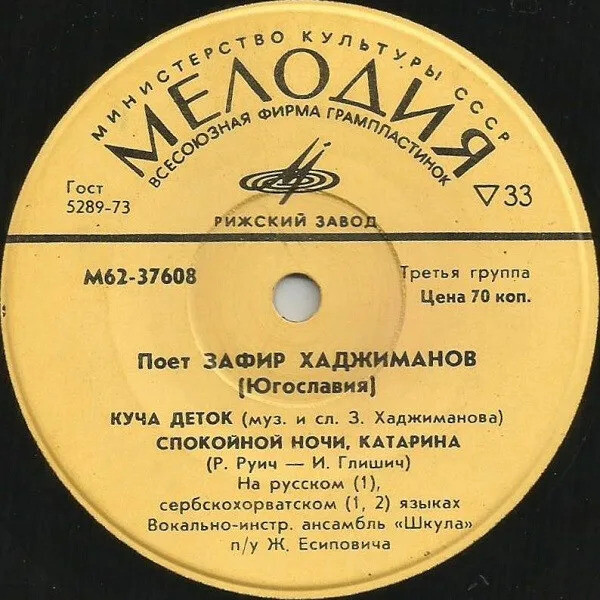 МИНИСТЕРСТВО КУЛЬТУРЫ СССР
МЕЛОДИЯ
ВСЕСОЮЗНАЯ ФИРМА ГРАМПЛАСТИНОК
Гост
5289-73
33
РИЖСКИЙ ЗАВОД
М62-37608
Третья группа
Цена 70 коп.
Поет ЗАФИР ХАДЖИМАНОВ
(Югославия)
КУЧА ДЕТОК (муз. и сл. З. Хаджиманова)
СПОКОЙНОЙ НОЧИ, КАТАРИНА
(Р. Руич — И. Глишич)
На русском (1),
сербскохорватском (1, 2) языках
Вокально-инстр. ансамбль «Шкула»
п/у Ж. Есиповича